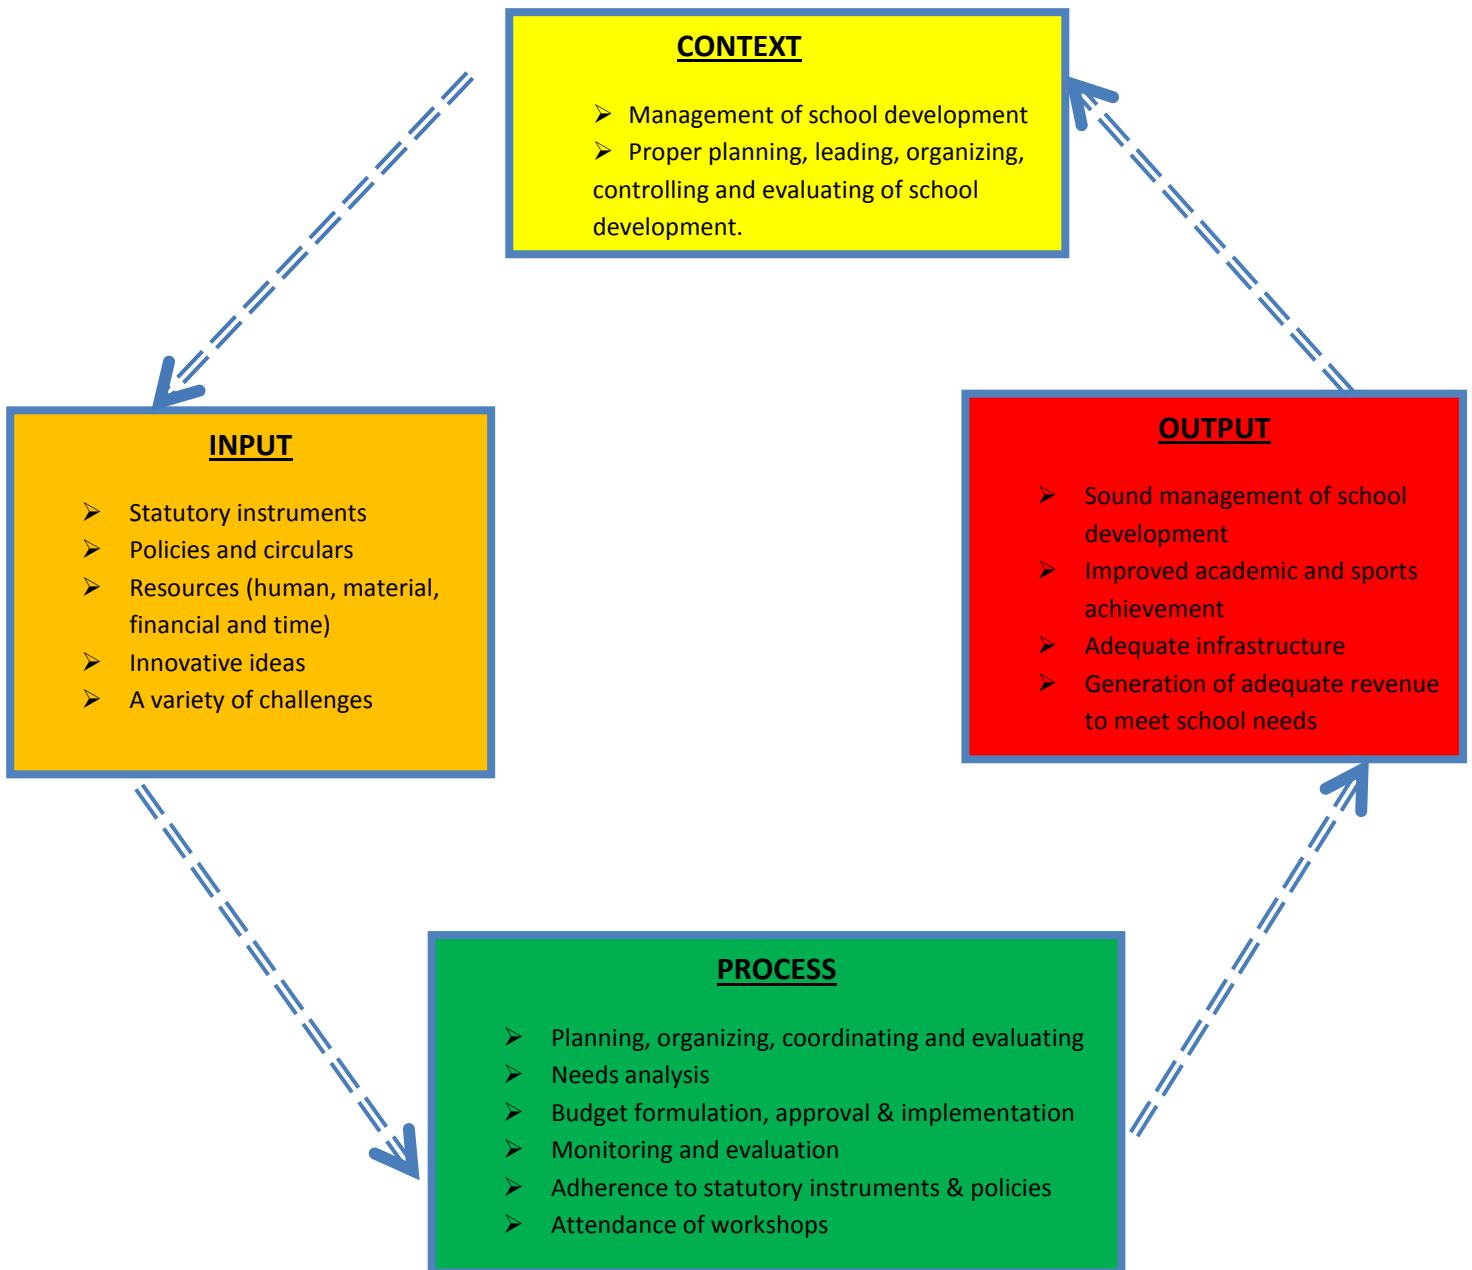 CONTEXT
➢ Management of school development
➢ Proper planning, leading, organizing,
controlling and evaluating of school
development.
INPUT
➢ Statutory instruments
➢ Policies and circulars
➢ Resources (human, material,
financial and time)
➢ Innovative ideas
➢ A variety of challenges
OUTPUT
➢ Sound management of school
development
➢ Improved academic and sports
achievement
➢ Adequate infrastructure
➢ Generation of adequate revenue
to meet school needs
PROCESS
➢ Planning, organizing, coordinating and evaluating
➢ Needs analysis
➢ Budget formulation, approval & implementation
➢ Monitoring and evaluation
➢ Adherence to statutory instruments & policies
➢ Attendance of workshops